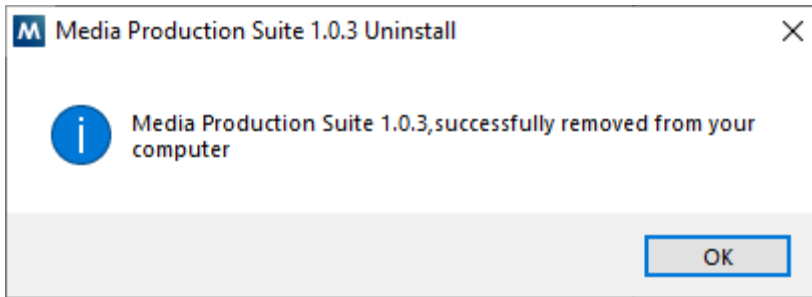 M Media Production Suite 1.0.3 Uninstall
i Media Production Suite 1.0.3,successfully removed from your
computer
OK